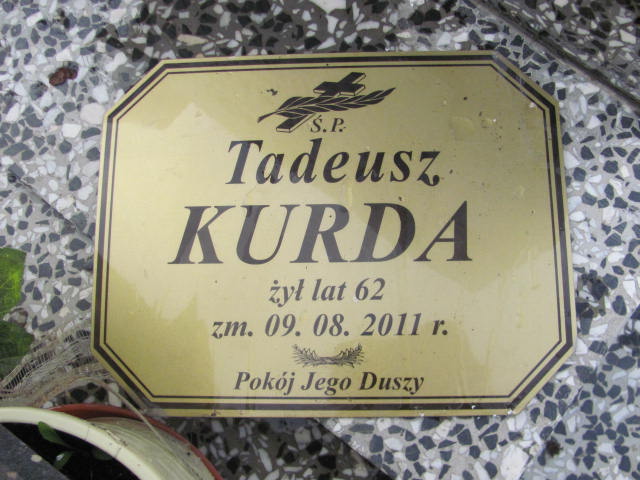 Ś.P.
Tadeusz
KURDA
żył lat 62
zm. 09. 08. 2011 r.
Pokój Jego Duszy